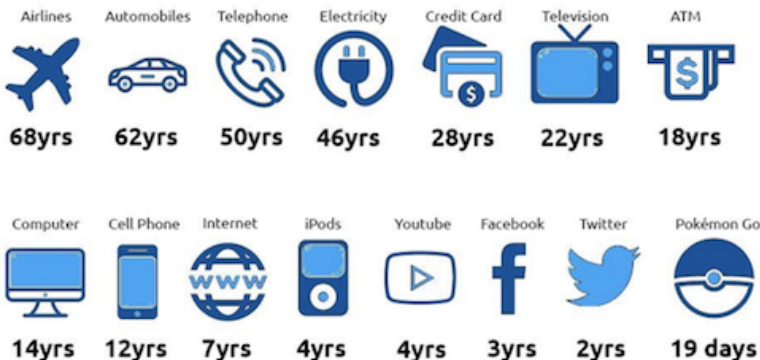 Airlines Automobiles Telephone Electricity Credit Card Television ATM
$ $
68yrs 62yrs 50yrs 46yrs 28yrs 22yrs 18yrs
Computer Cell Phone Internet iPods Youtube Facebook Twitter Pokémon Go
www f
14yrs 12yrs 7yrs 4yrs 4yrs 3yrs 2yrs 19 days